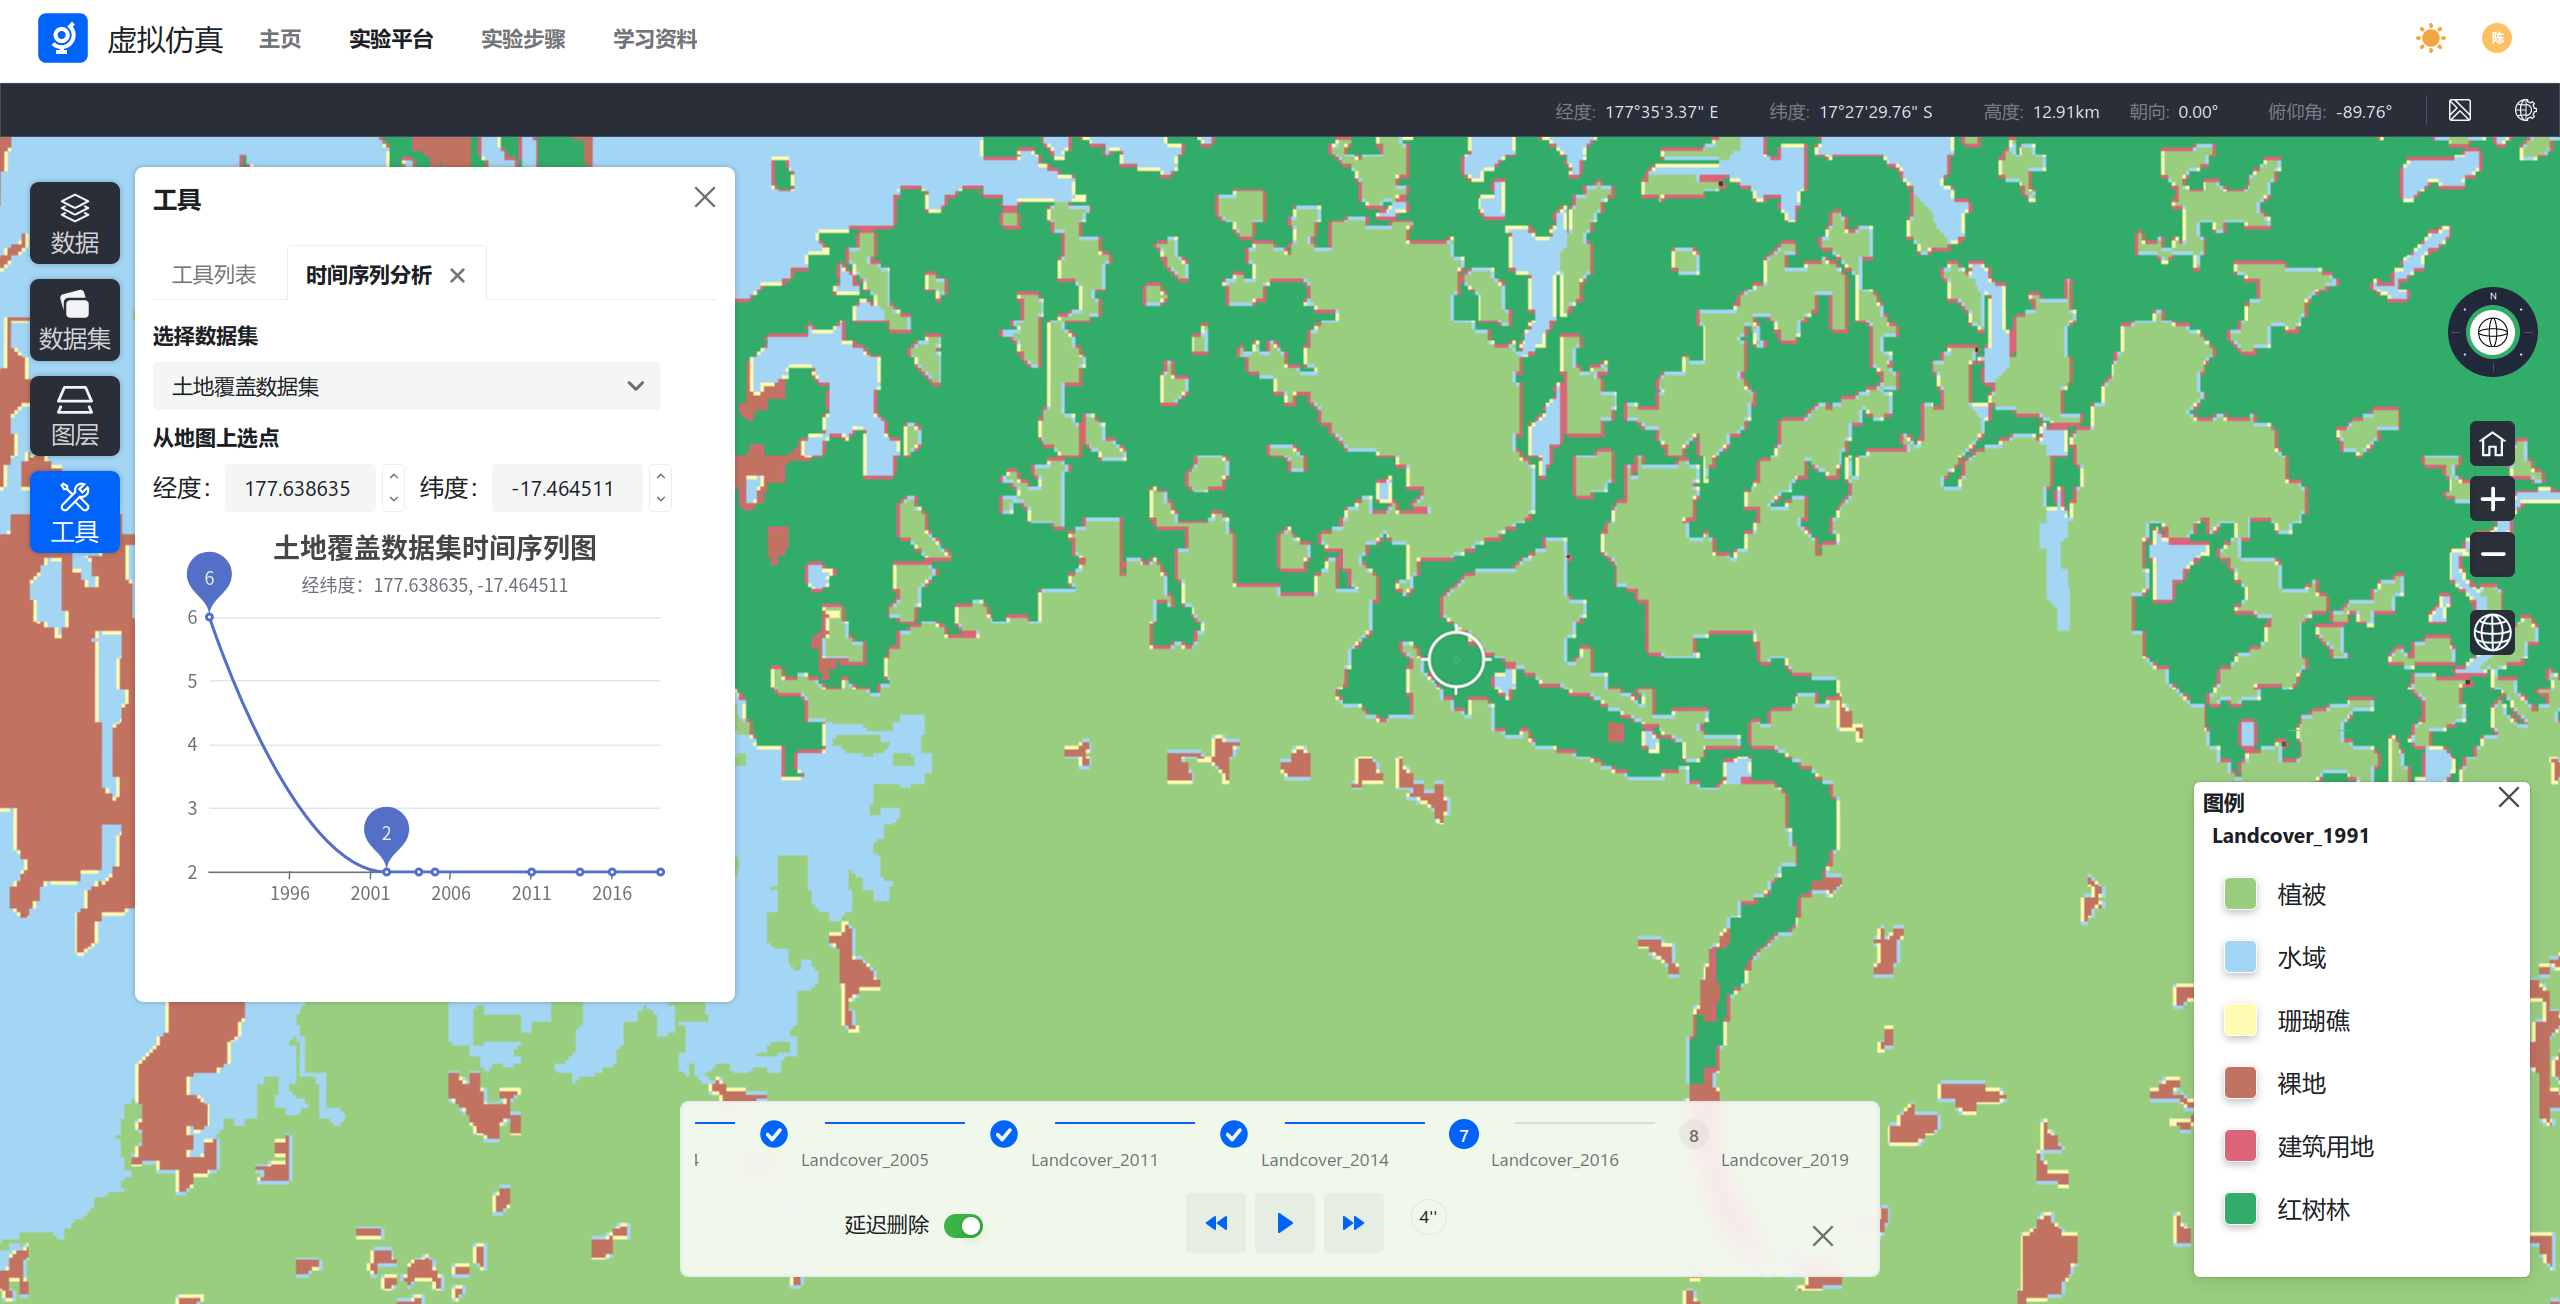 虚拟仿真
主页
实验平台
实验步骤
学习资料
陈
经度: 177°35'3.37" E
纬度: 17°27'29.76" S
高度: 12.91km
朝向: 0.00°
俯仰角: -89.76°
数据
数据集
图层
工具
工具
工具列表
时间序列分析
选择数据集
土地覆盖数据集
从地图上选点
经度: 177.638635
纬度: -17.464511
土地覆盖数据集时间序列图
经纬度: 177.638635, -17.464511
6
6
5
4
3
2
2
1996 2001 2006 2011 2016
N
图例
Landcover_1991
植被
水域
珊瑚礁
裸地
建筑用地
红树林
7
8
4 Landcover_2005 Landcover_2011 Landcover_2014 Landcover_2016 Landcover_2019
延迟删除
4''